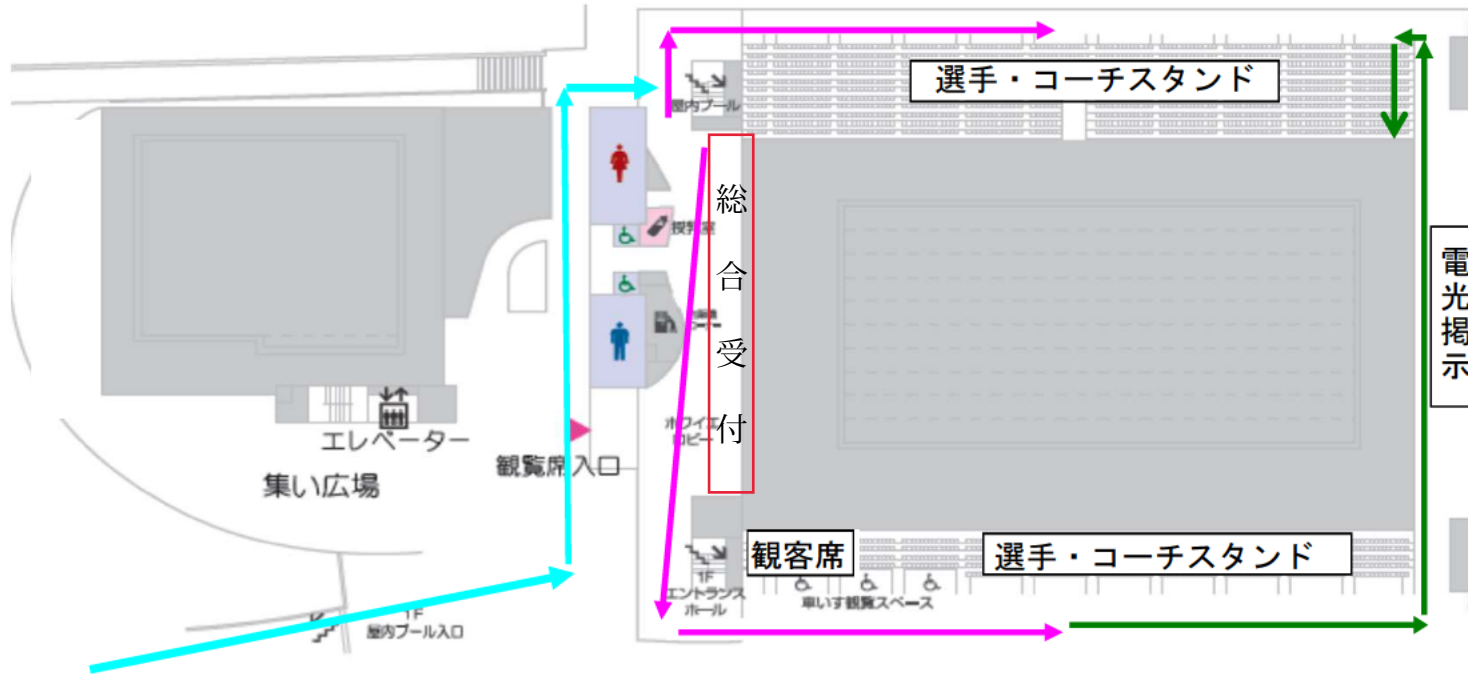 選手・コーチスタンド
屋内プール
総合受付
授乳室
電光掲示
エレベーター
集い広場
観覧席入口
ホワイエ
ロビー
観客席
選手・コーチスタンド
1F
エントランス
ホール
車いす観覧スペース
1F
屋内プール入口